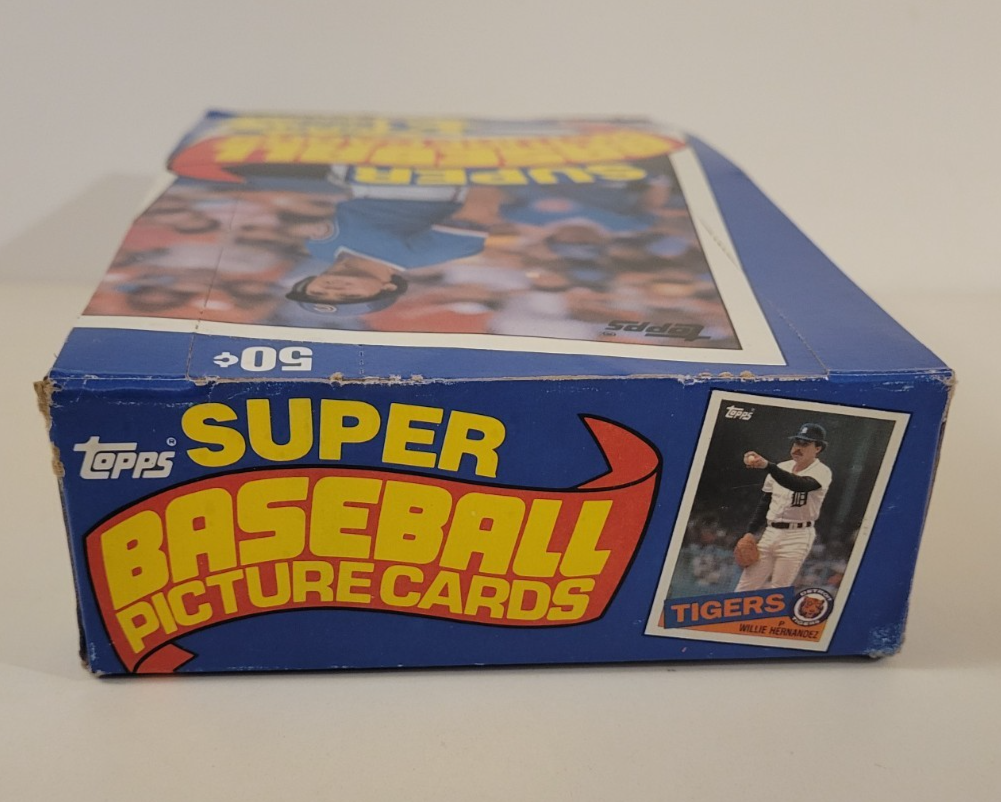 BASEBALL
SUPER
Topps
50¢
Topps®
SUPER
BASEBALL
PICTURE CARDS
Topps
TIGERS
P
WILLIE HERNANDEZ